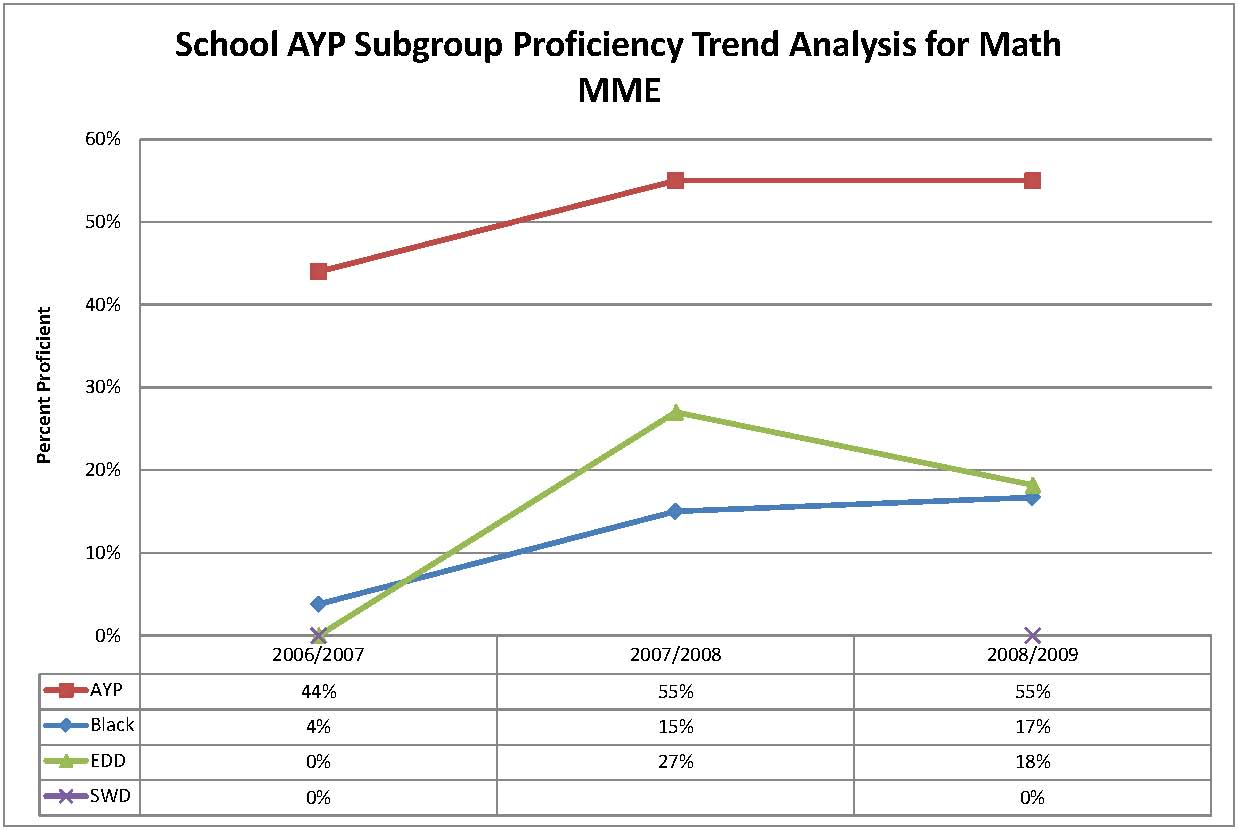 School AYP Subgroup Proficiency Trend Analysis for Math
MME
60%
50%
40%
30%
20%
10%
0%
Percent Proficient
2006/2007 2007/2008 2008/2009
AYP 44% 55% 55%
Black 4% 15% 17%
EDD 0% 27% 18%
SWD 0% 0%